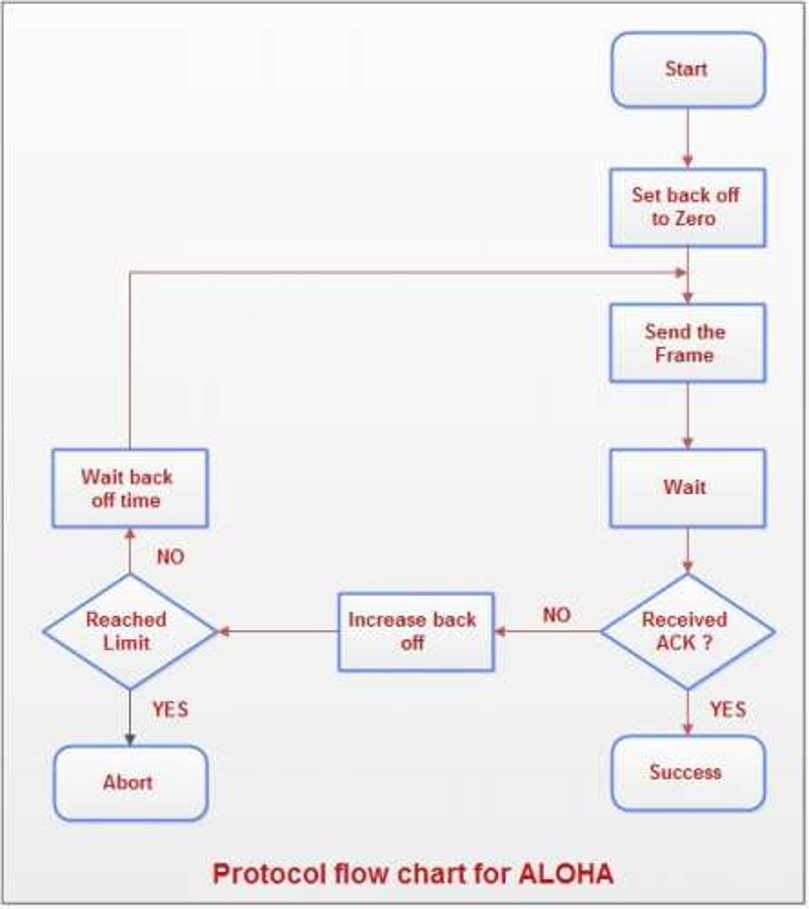 Start
Set back off
to Zero
Send the
Frame
Wait back
off time
Wait
NO
Reached
Limit
Increase back
off
NO
Received
ACK ?
YES
YES
Abort
Success
Protocol flow chart for ALOHA